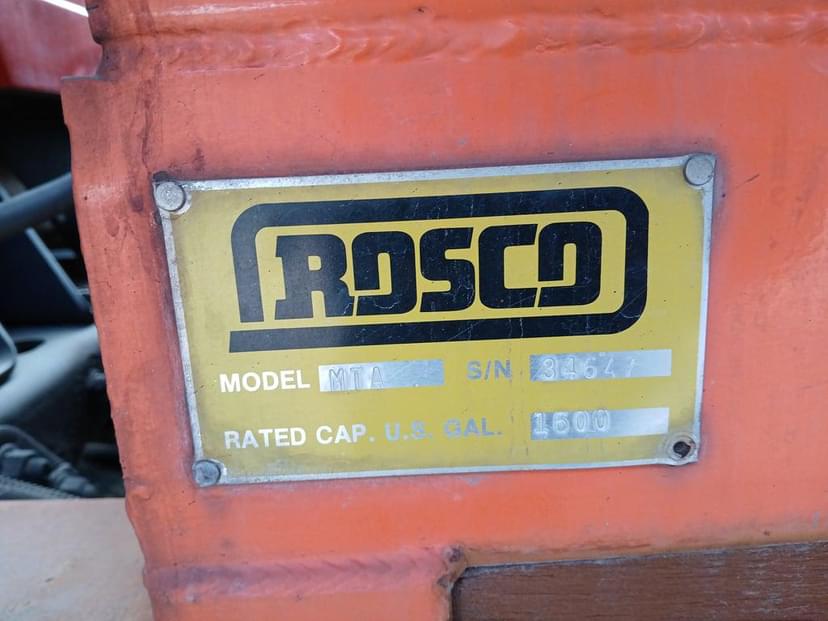 ROSCO
MODEL MTA S/N 34647
RATED CAP. U.S. GAL. 1600